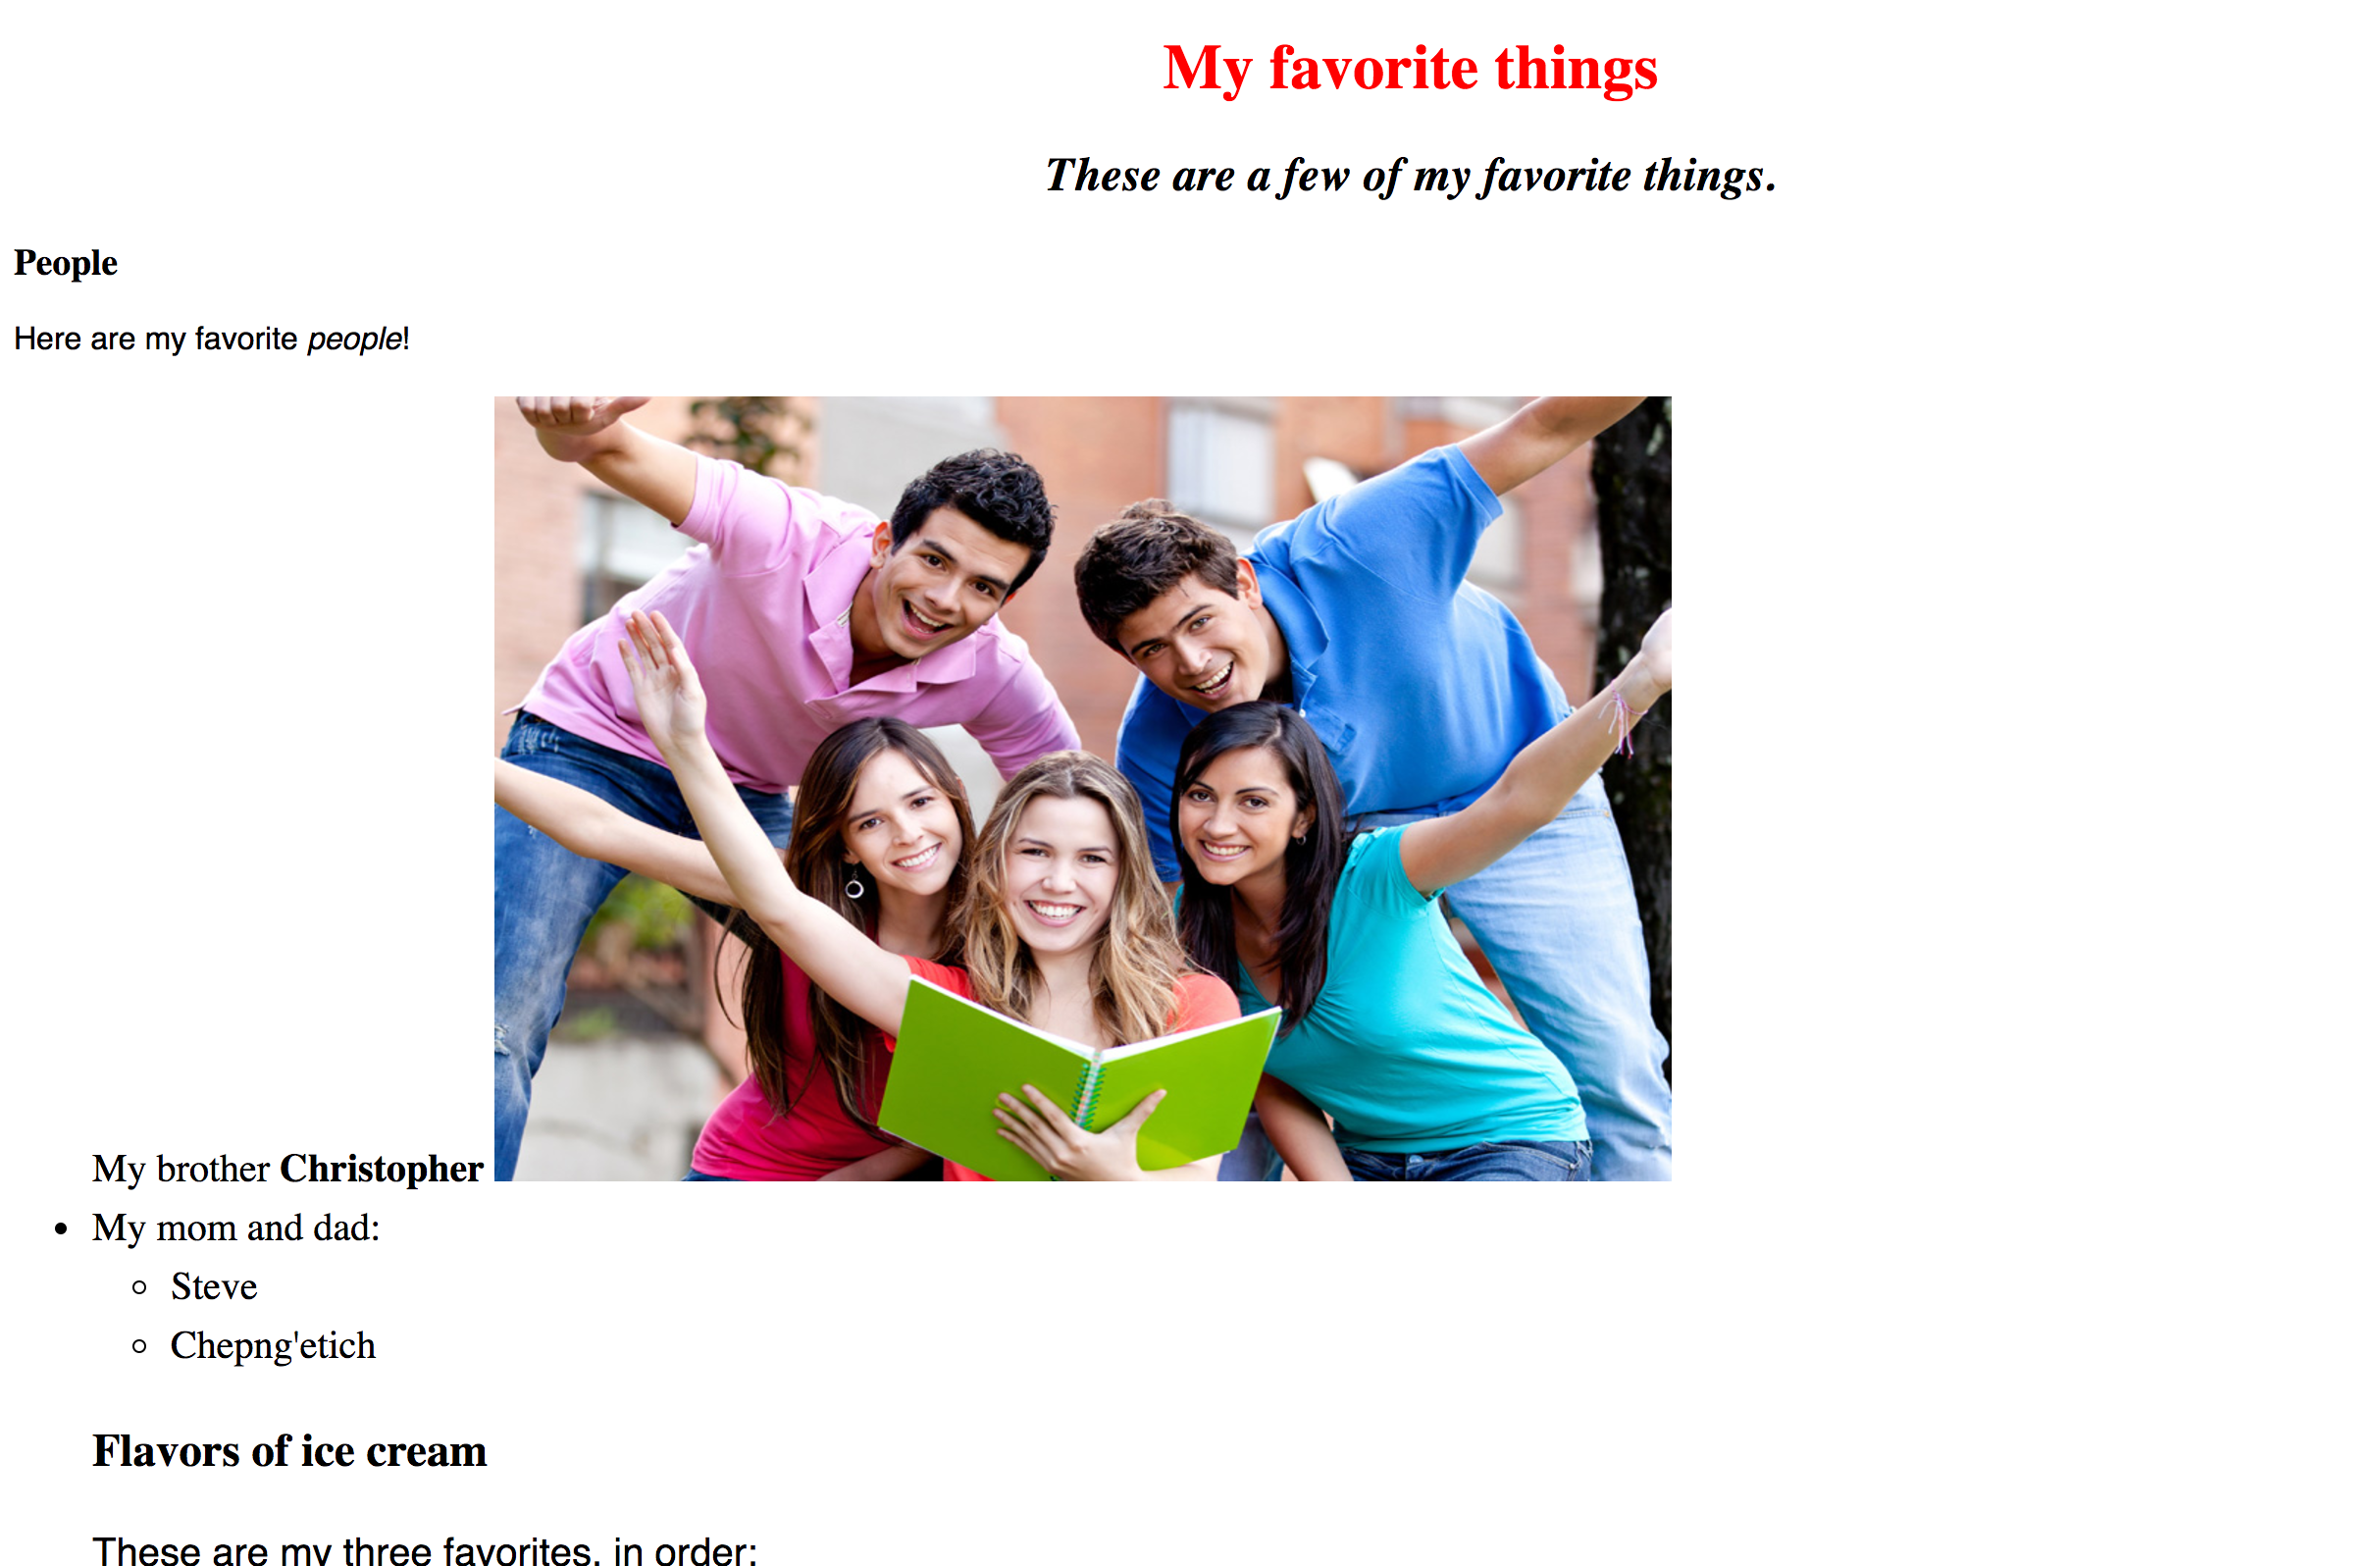 My favorite things
These are a few of my favorite things.
People
Here are my favorite people!
My brother Christopher
My mom and dad:
Steve
Chepng'etich
Flavors of ice cream
These are my three favorites, in order: